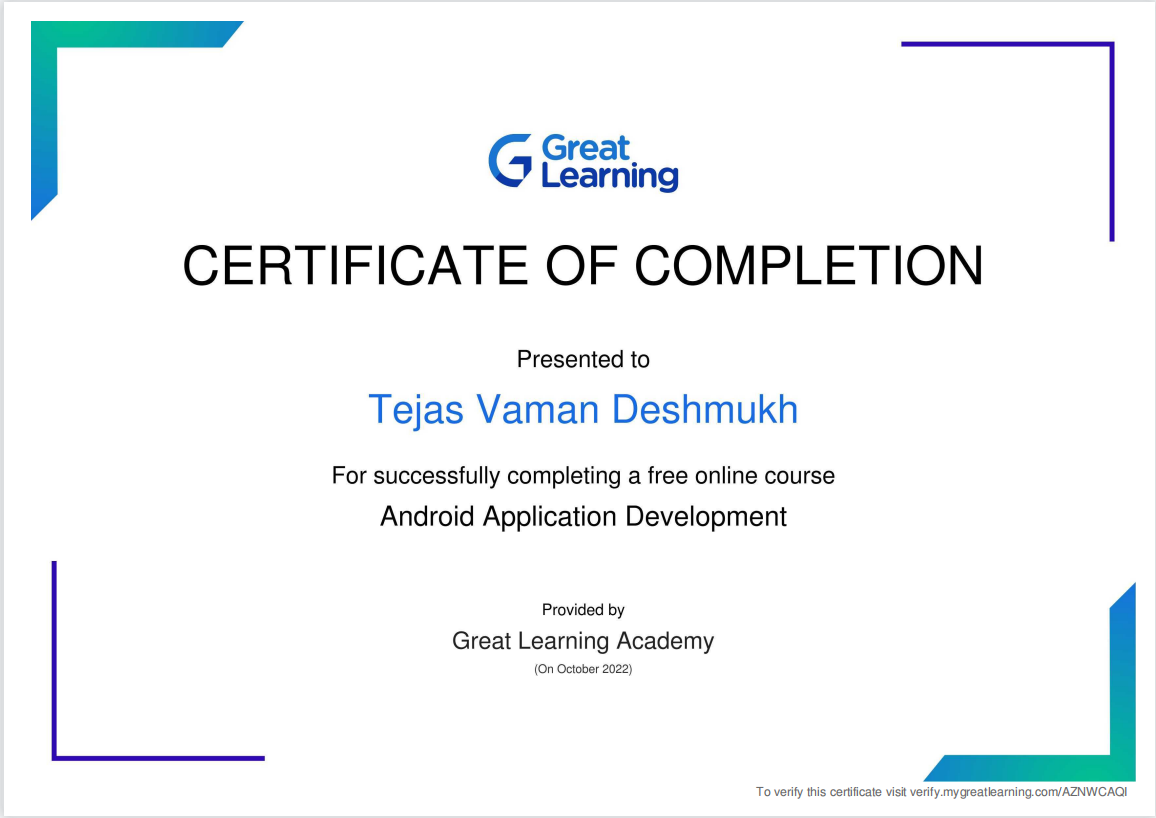 Great
Learning
CERTIFICATE OF COMPLETION
Presented to
Tejas Vaman Deshmukh
For successfully completing a free online course
Android Application Development
Provided by
Great Learning Academy
(On October 2022)
To verify this certificate visit verify.mygreatlearning.com/AZNWCAQI